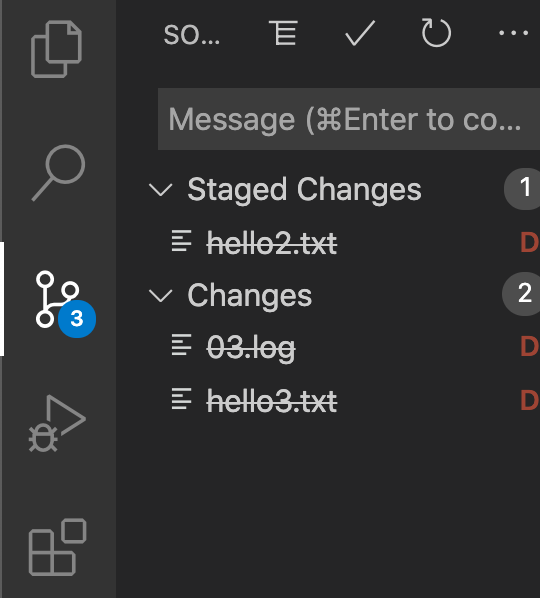 SO...
Message (⌘Enter to co...
Staged Changes 1
hello2.txt D
3
Changes 2
03.log D
hello3.txt D